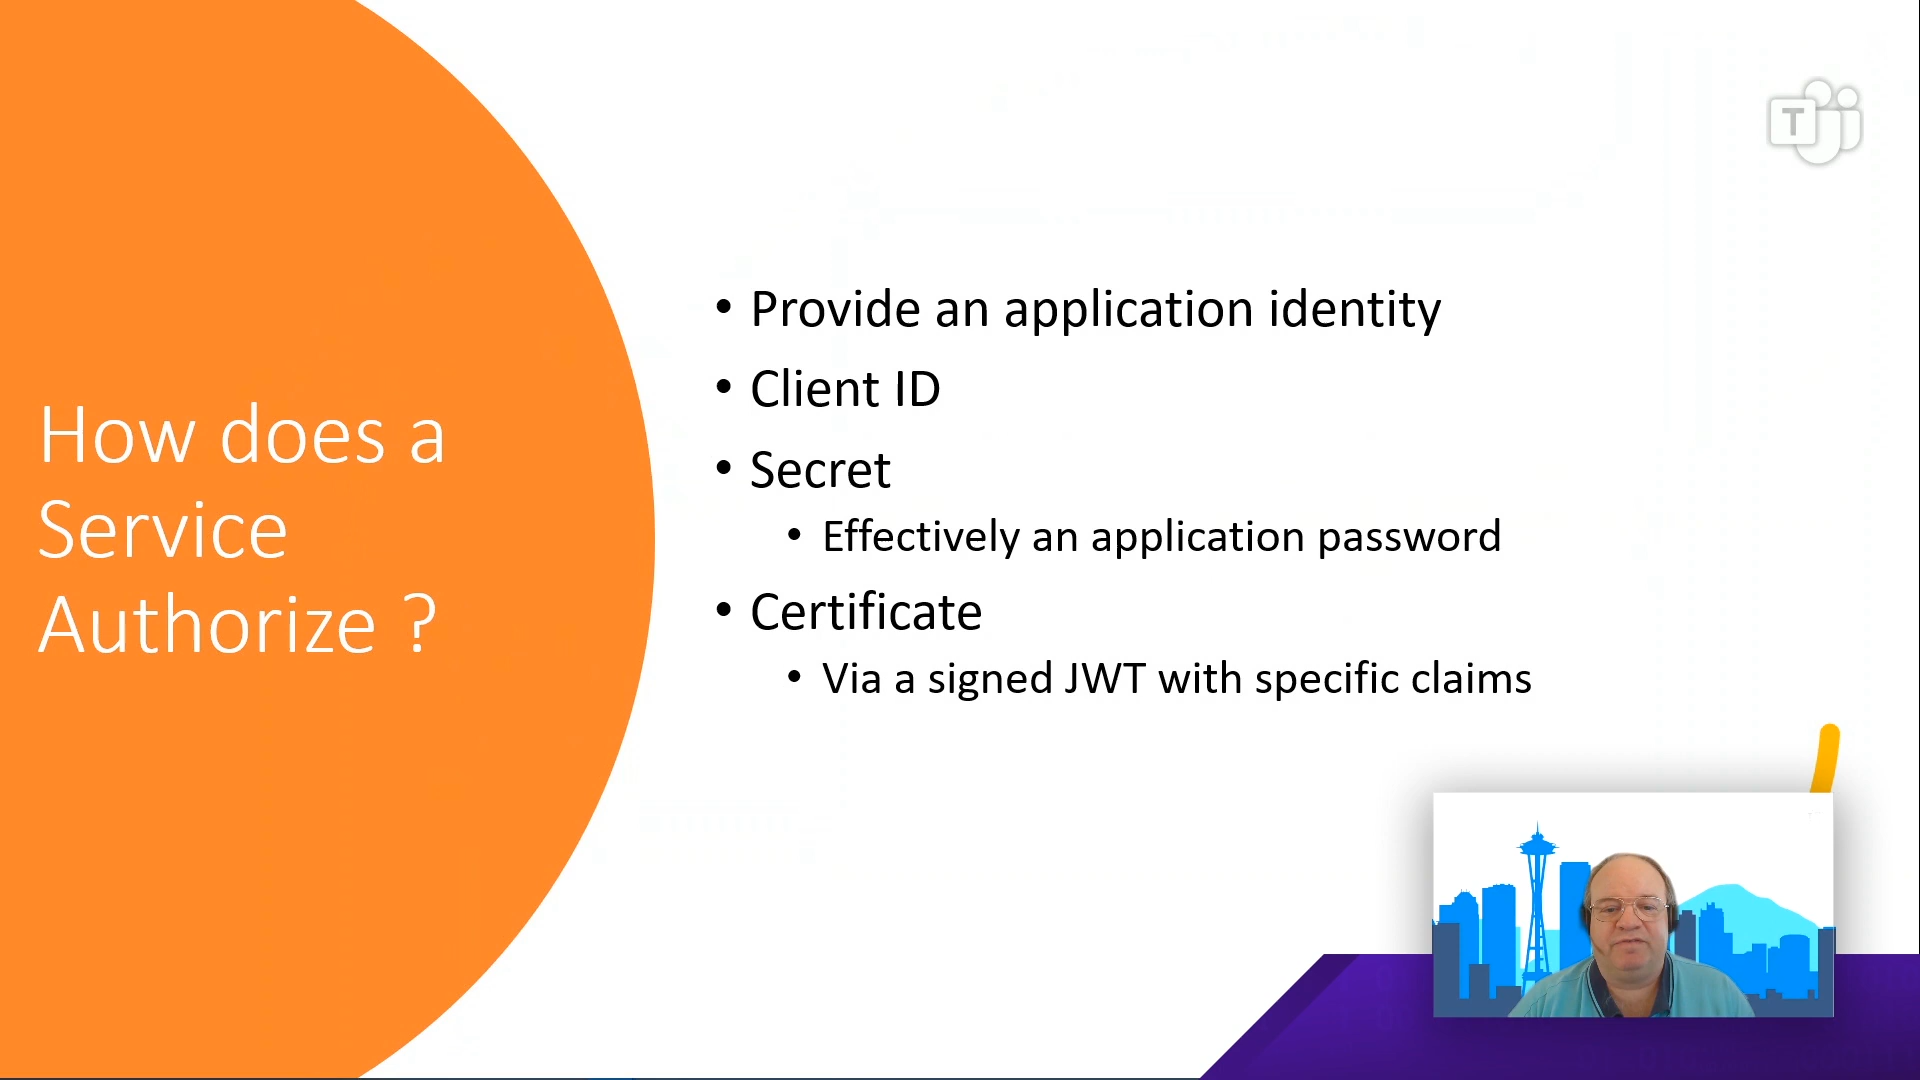 How does a
Service
Authorize ?
• Provide an application identity
• Client ID
• Secret
• Effectively an application password
• Certificate
• Via a signed JWT with specific claims
T